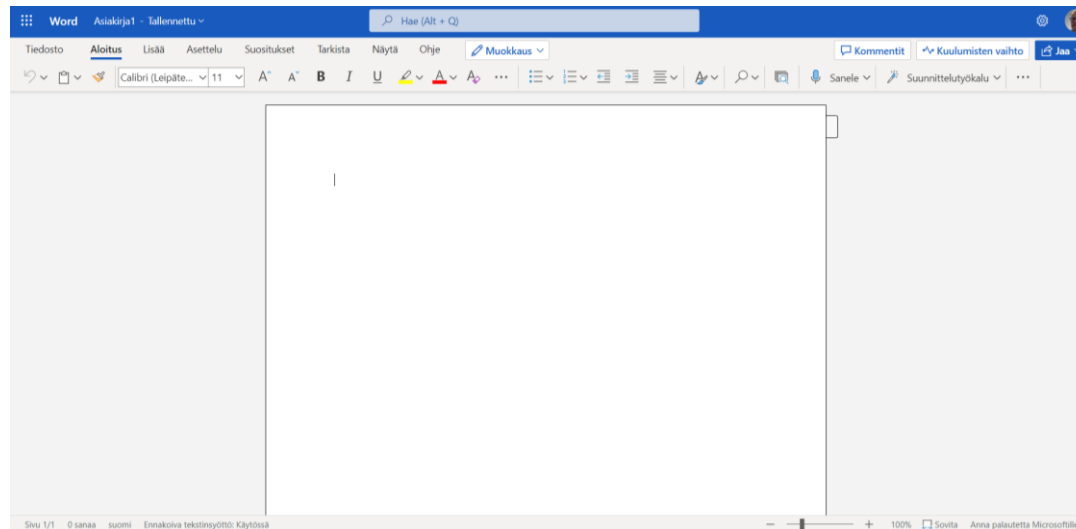 Word Asiakirja1 - Tallennettu Hae (Alt + Q)
Tiedosto Aloitus Lisää Asettelu Suositukset Tarkista Näytä Ohje Muokkaus Kommentit Kuulumisten vaihto Jaa
Calibri (Leipäte... 11 A A B I U A A Sanele Suunnittelutyökalu
Sivu 1/1 0 sanaa suomi Ennakoiva tekstinsyöttö: Käytössä 100% Sovita Anna palautetta Microsoftille